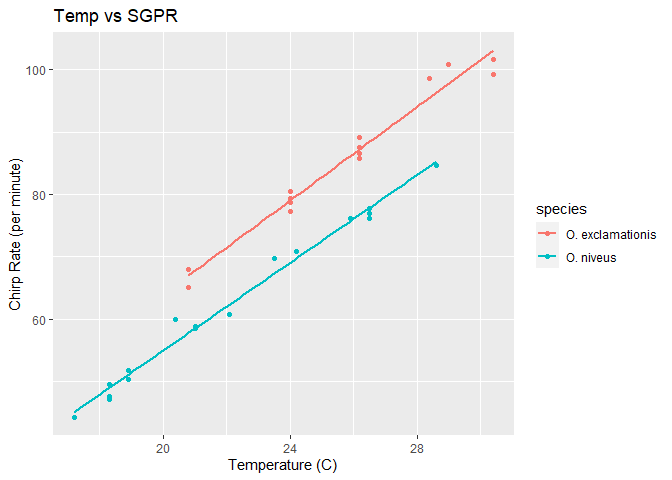 Temp vs SGPR
Chirp Rate (per minute)
100
80
60
20
24
28
Temperature (C)
species
O. exclamationis
O. niveus